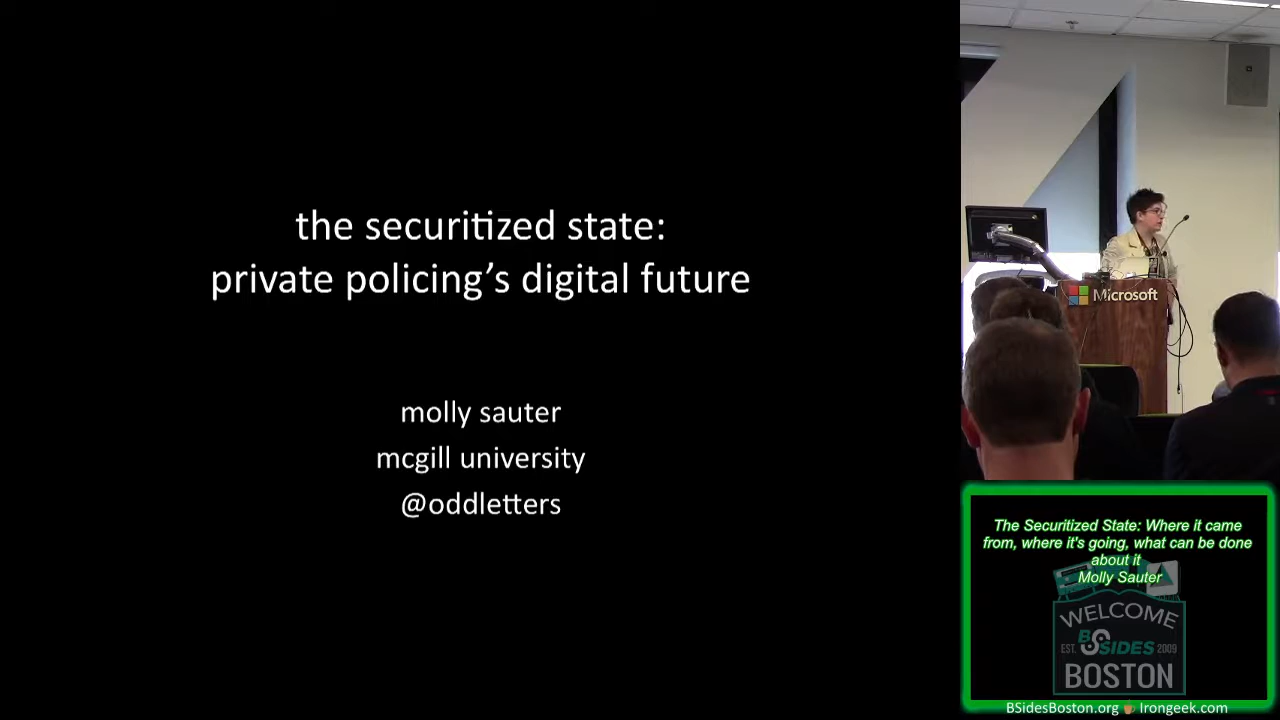 the securitized state:
private policing's digital future
molly sauter
mcgill university
@oddletters
Microsoft
The Securitized State: Where it came
from, where it's going, what can be done
about it
Molly Sauter
WELCOME
EST. BSIDES 2009
BOSTON
BSidesBoston.org Irongeek.com